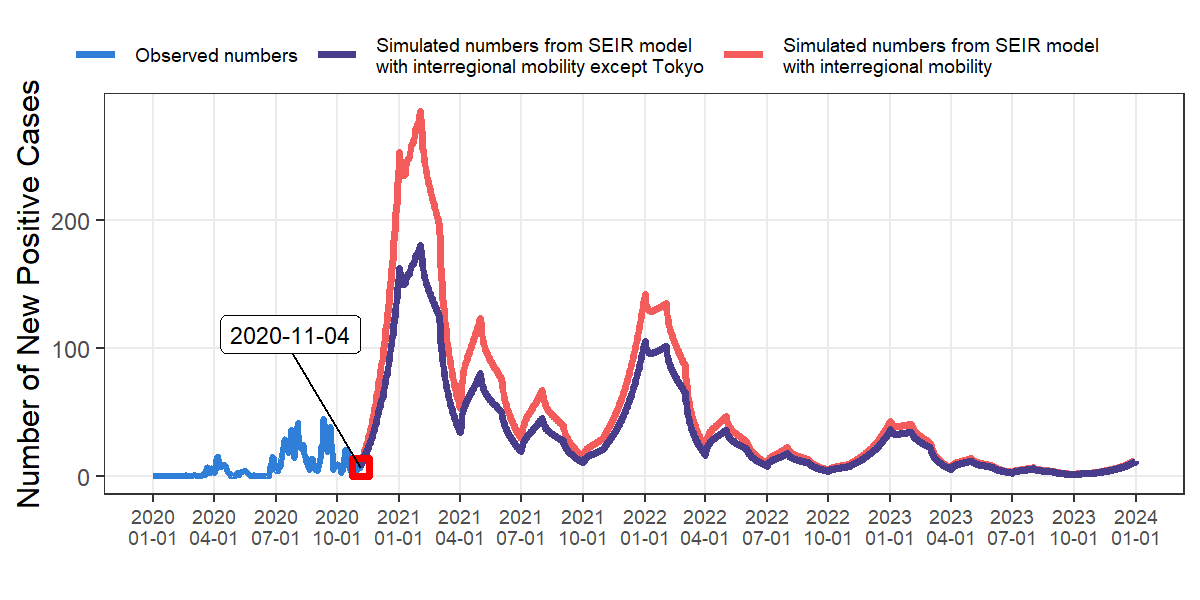 Observed numbers
Simulated numbers from SEIR model
with interregional mobility except Tokyo
Simulated numbers from SEIR model
with interregional mobility
Number of New Positive Cases
200
100
0
2020-11-04
2020 2020 2020 2020 2021 2021 2021 2021 2022 2022 2022 2022 2023 2023 2023 2023 2024
01-01 04-01 07-01 10-01 01-01 04-01 07-01 10-01 01-01 04-01 07-01 10-01 01-01 04-01 07-01 10-01 01-01